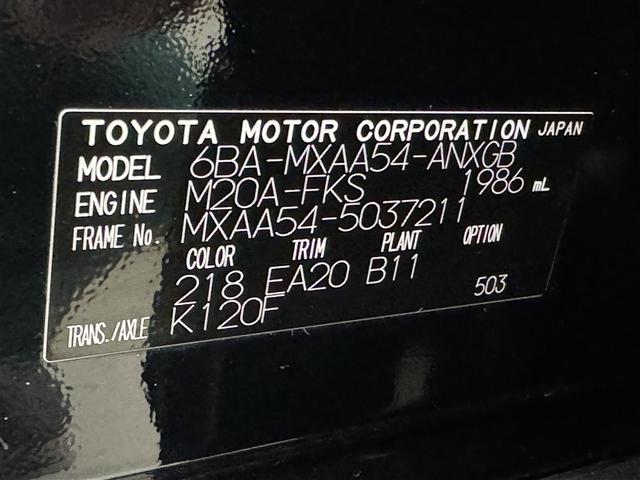 TOYOTA MOTOR CORPORATION JAPAN
MODEL 6BA-MXAA54-ANXGB
ENGINE M20A-FKS 1986 mL
FRAME No. MXAA54-5037211
COLOR TRIM PLANT OPTION
218 EA20 B11 503
TRANS./AXLE K120F